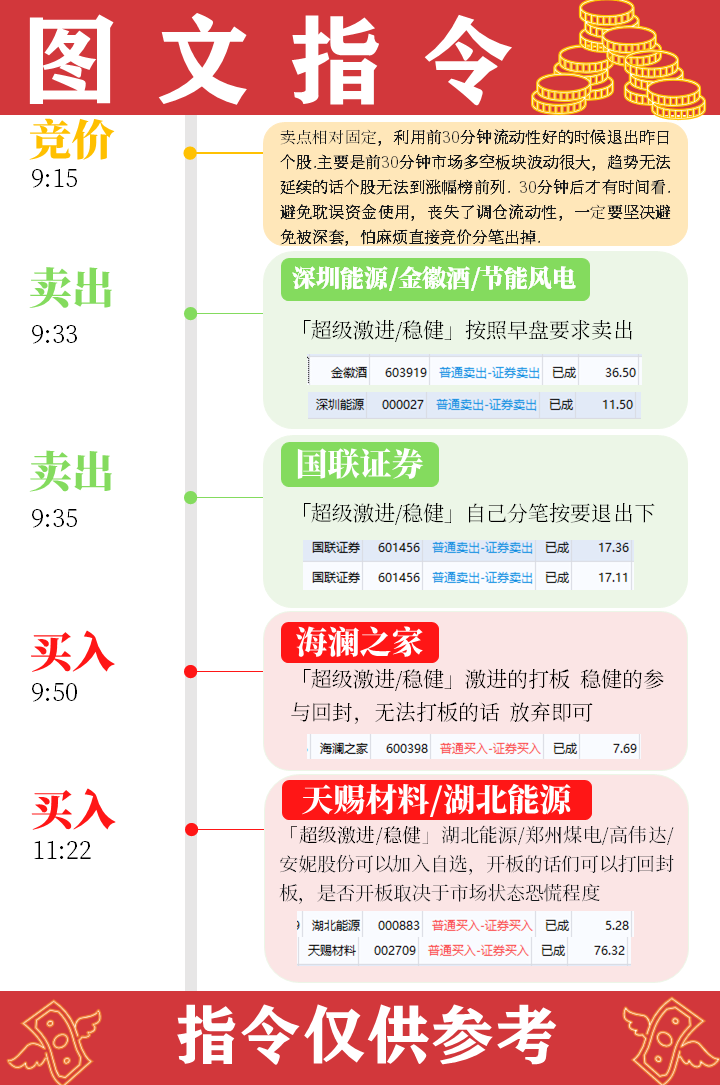 图文指令
竞价
9:15
卖点相对固定，利用前30分钟流动性好的时候退出昨日
个股.主要是前30分钟市场多空板块波动很大，趋势无法
延续的话个股无法到涨幅榜前列. 30分钟后才有时间看.
避免耽误资金使用，丧失了调仓流动性，一定要坚决避
免被深套，怕麻烦直接竞价分笔出掉.
卖出
9:33
深圳能源/金徽酒/节能风电
「超级激进/稳健」按照早盘要求卖出
金徽酒 603919 普通卖出-证券卖出 已成 36.50
深圳能源 000027 普通卖出-证券卖出 已成 11.50
卖出
9:35
国联证券
「超级激进/稳健」自己分笔按要退出下
国联证券 601456 普通卖出-证券卖出 已成 17.36
国联证券 601456 普通卖出-证券卖出 已成 17.11
买入
9:50
海澜之家
「超级激进/稳健」激进的打板 稳健的参
与回封，无法打板的话 放弃即可
海澜之家 600398 普通买入-证券买入 已成 7.69
买入
11:22
天赐材料/湖北能源
「超级激进/稳健」湖北能源/郑州煤电/高伟达/
安妮股份可以加入自选，开板的话们可以打回封
板，是否开板取决于市场状态恐慌程度
湖北能源 000883 普通买入-证券买入 已成 5.28
天赐材料 002709 普通买入-证券买入 已成 76.32
指令仅供参考